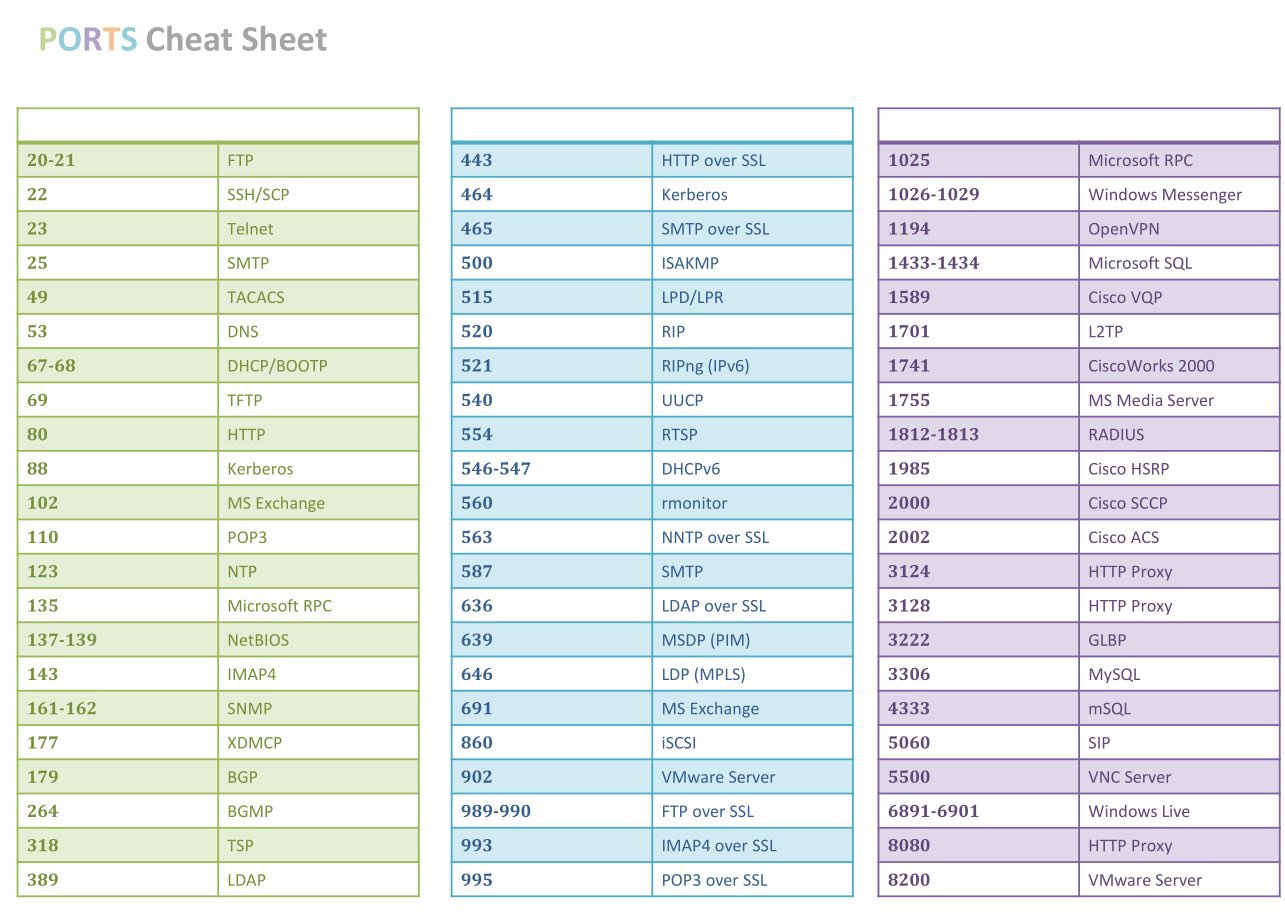 PORTS Cheat Sheet
20-21 FTP
22 SSH/SCP
23 Telnet
25 SMTP
49 TACACS
53 DNS
67-68 DHCP/BOOTP
69 TFTP
80 HTTP
88 Kerberos
102 MS Exchange
110 POP3
123 NTP
135 Microsoft RPC
137-139 NetBIOS
143 IMAP4
161-162 SNMP
177 XDMCP
179 BGP
264 BGMP
318 TSP
389 LDAP
443 HTTP over SSL
464 Kerberos
465 SMTP over SSL
500 ISAKMP
515 LPD/LPR
520 RIP
521 RIPng (IPv6)
540 UUCP
554 RTSP
546-547 DHCPv6
560 rmonitor
563 NNTP over SSL
587 SMTP
636 LDAP over SSL
639 MSDP (PIM)
646 LDP (MPLS)
691 MS Exchange
860 iSCSI
902 VMware Server
989-990 FTP over SSL
993 IMAP4 over SSL
995 POP3 over SSL
1025 Microsoft RPC
1026-1029 Windows Messenger
1194 OpenVPN
1433-1434 Microsoft SQL
1589 Cisco VQP
1701 L2TP
1741 CiscoWorks 2000
1755 MS Media Server
1812-1813 RADIUS
1985 Cisco HSRP
2000 Cisco SCCP
2002 Cisco ACS
3124 HTTP Proxy
3128 HTTP Proxy
3222 GLBP
3306 MySQL
4333 mSQL
5060 SIP
5500 VNC Server
6891-6901 Windows Live
8080 HTTP Proxy
8200 VMware Server